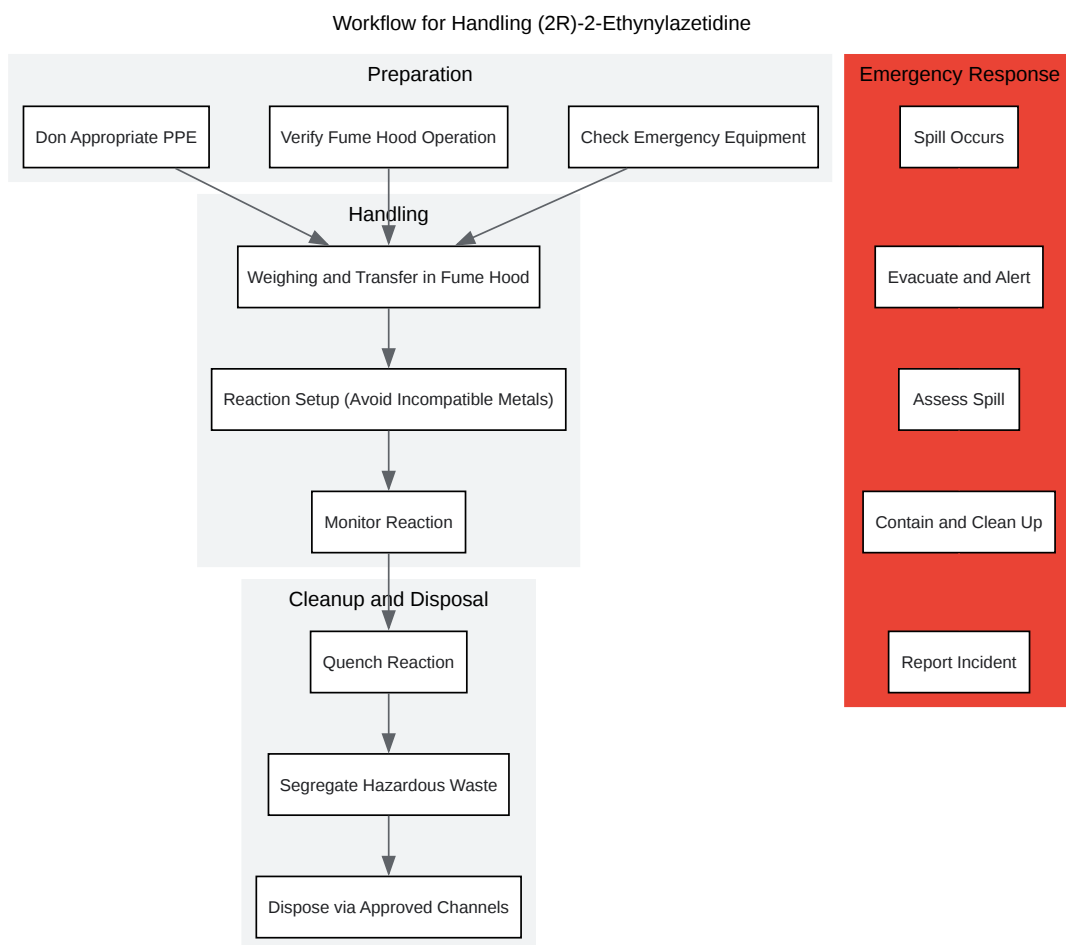 Workflow for Handling (2R)-2-Ethynylazetidine
Preparation
Don Appropriate PPE
Verify Fume Hood Operation
Check Emergency Equipment
Handling
Weighing and Transfer in Fume Hood
Reaction Setup (Avoid Incompatible Metals)
Monitor Reaction
Cleanup and Disposal
Quench Reaction
Segregate Hazardous Waste
Dispose via Approved Channels
Emergency Response
Spill Occurs
Evacuate and Alert
Assess Spill
Contain and Clean Up
Report Incident